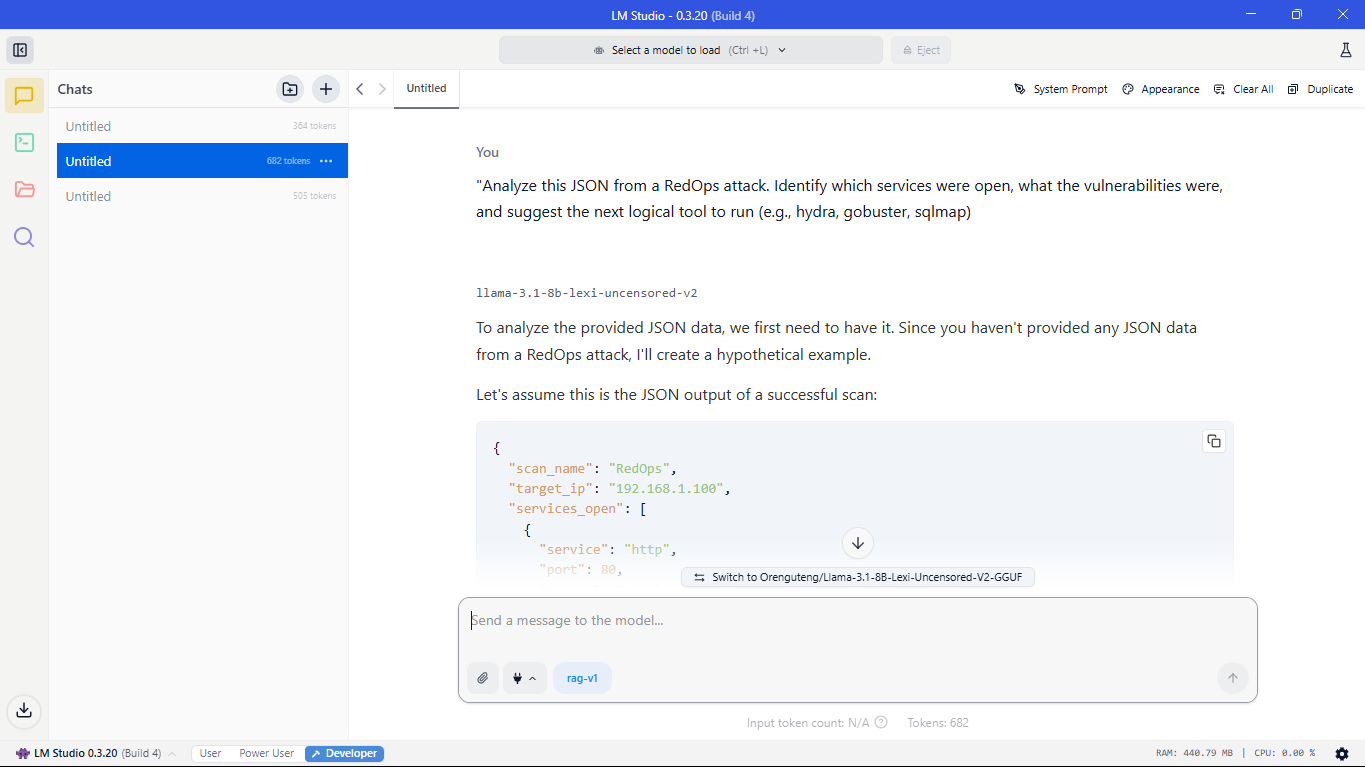 LM Studio - 0.3.20 (Build 4)
Select a model to load (Ctrl +L)
Eject
Chats
Untitled
System Prompt
Appearance
Clear All
Duplicate
Untitled 364 tokens
Untitled 682 tokens
Untitled 505 tokens
You
"Analyze this JSON from a RedOps attack. Identify which services were open, what the vulnerabilities were,
and suggest the next logical tool to run (e.g., hydra, gobuster, sqlmap)
llama-3.1-8b-lexi-uncensored-v2
To analyze the provided JSON data, we first need to have it. Since you haven't provided any JSON data
from a RedOps attack, I'll create a hypothetical example.
Let's assume this is the JSON output of a successful scan:
{
"scan_name": "RedOps",
"target_ip": "192.168.1.100",
"services_open": [
{
"service": "http",
"port": 80,
Switch to Orenguteng/Llama-3.1-8B-Lexi-Uncensored-V2-GGUF
Send a message to the model...
rag-v1
Input token count: N/A ? Tokens: 682
LM Studio 0.3.20 (Build 4)
User
Power User
Developer
RAM: 440.79 MB | CPU: 0.00 %